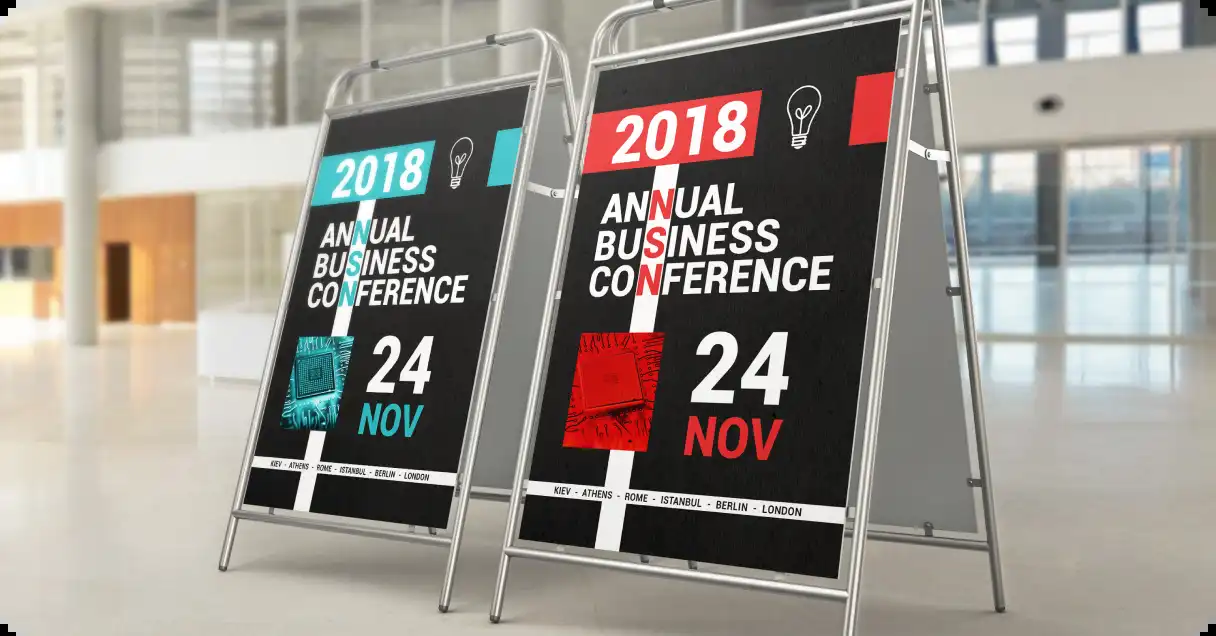 2018
ANNUAL
BUSINESS
CONFERENCE
24
NOV
KIEV - ATHENS - ROME - ISTANBUL - BERLIN - LONDON
2018
ANNUAL
BUSINESS
CONFERENCE
24
NOV
KIEV - ATHENS - ROME - ISTANBUL - BERLIN - LONDON